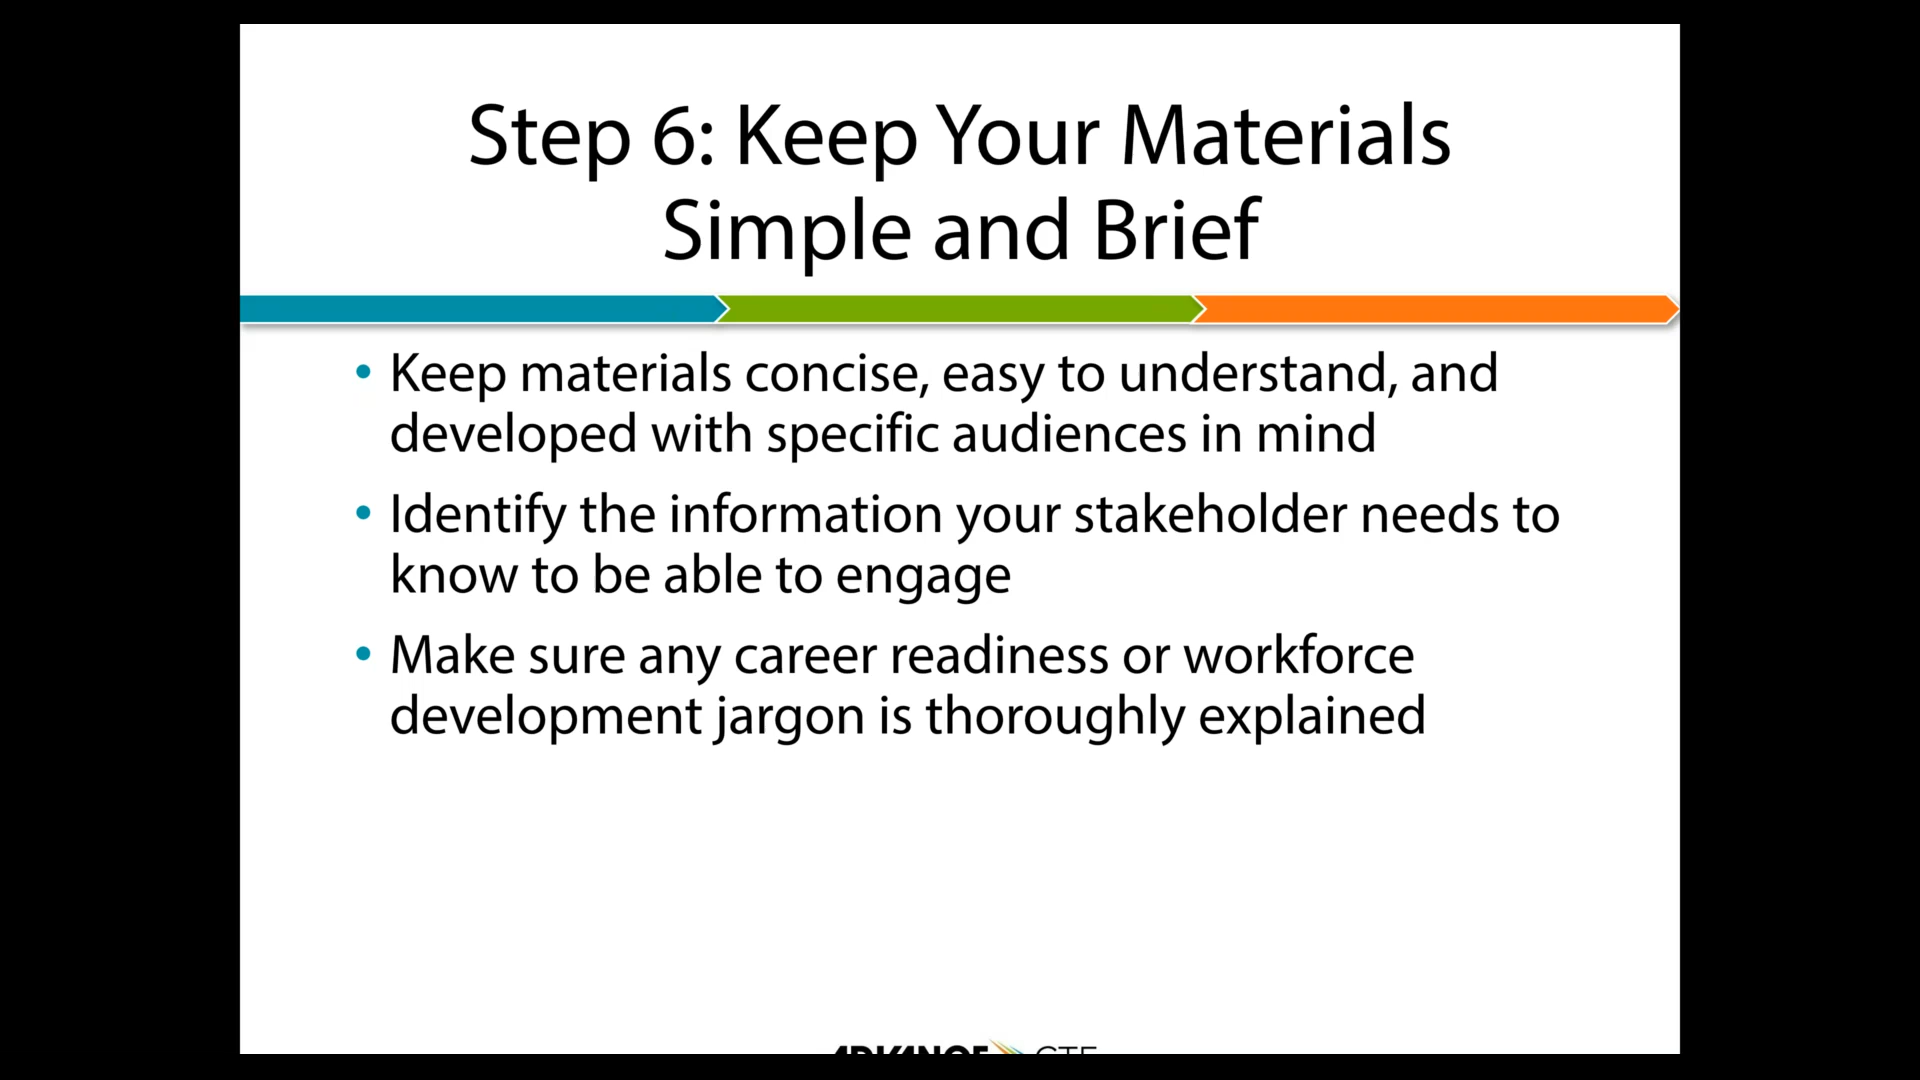 Step 6: Keep Your Materials
Simple and Brief
• Keep materials concise, easy to understand, and
developed with specific audiences in mind
• Identify the information your stakeholder needs to
know to be able to engage
• Make sure any career readiness or workforce
development jargon is thoroughly explained
ADVANCE CTE